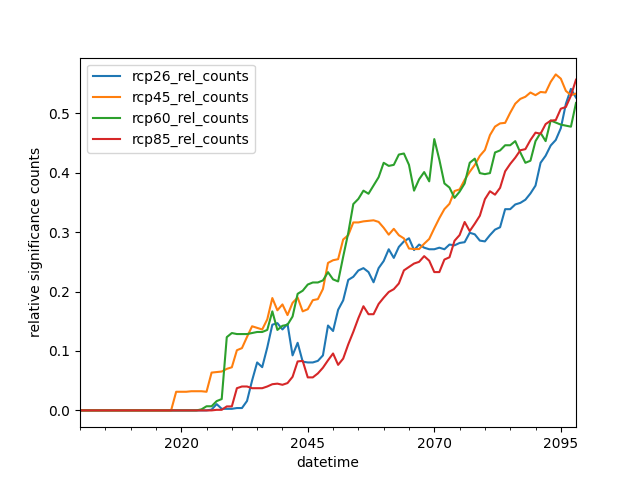 rcp26_rel_counts
rcp45_rel_counts
rcp60_rel_counts
rcp85_rel_counts
relative significance counts
0.5
0.4
0.3
0.2
0.1
0.0
2020 2045 2070 2095
datetime